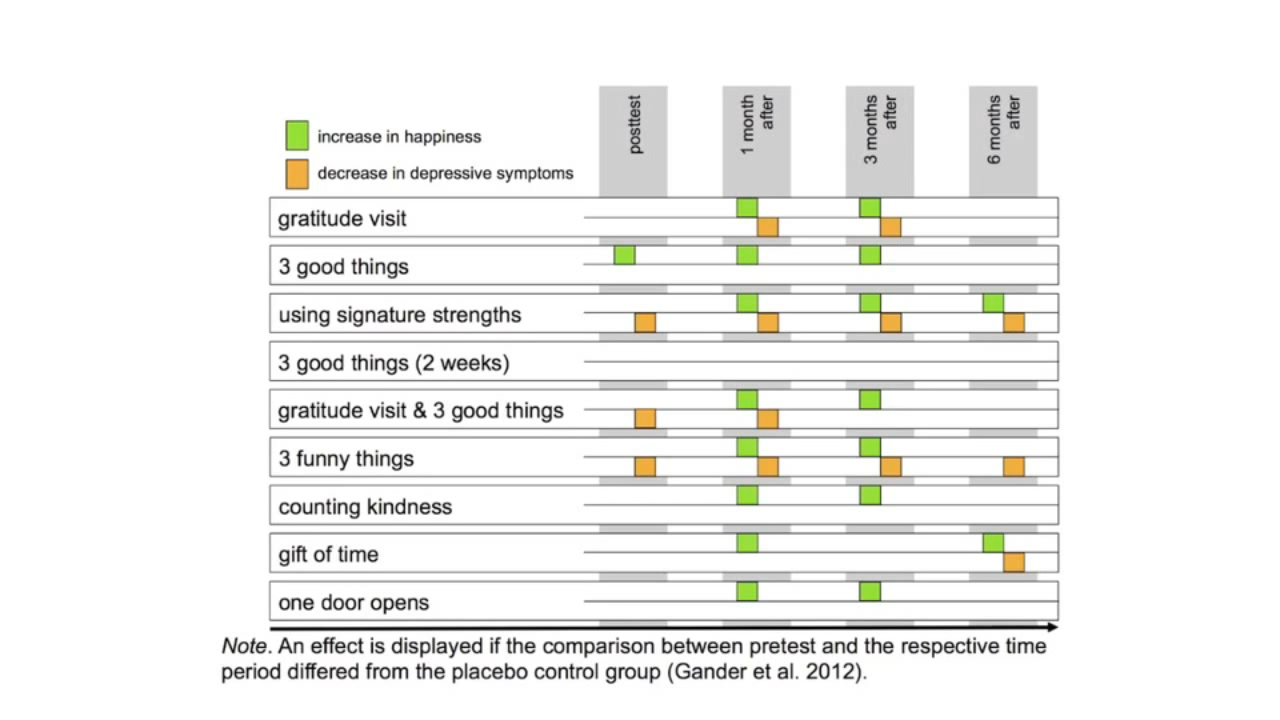 posttest
1 month
after
3 months
after
6 months
after
increase in happiness
decrease in depressive symptoms
gratitude visit
3 good things
using signature strengths
3 good things (2 weeks)
gratitude visit & 3 good things
3 funny things
counting kindness
gift of time
one door opens
Note. An effect is displayed if the comparison between pretest and the respective time
period differed from the placebo control group (Gander et al. 2012).